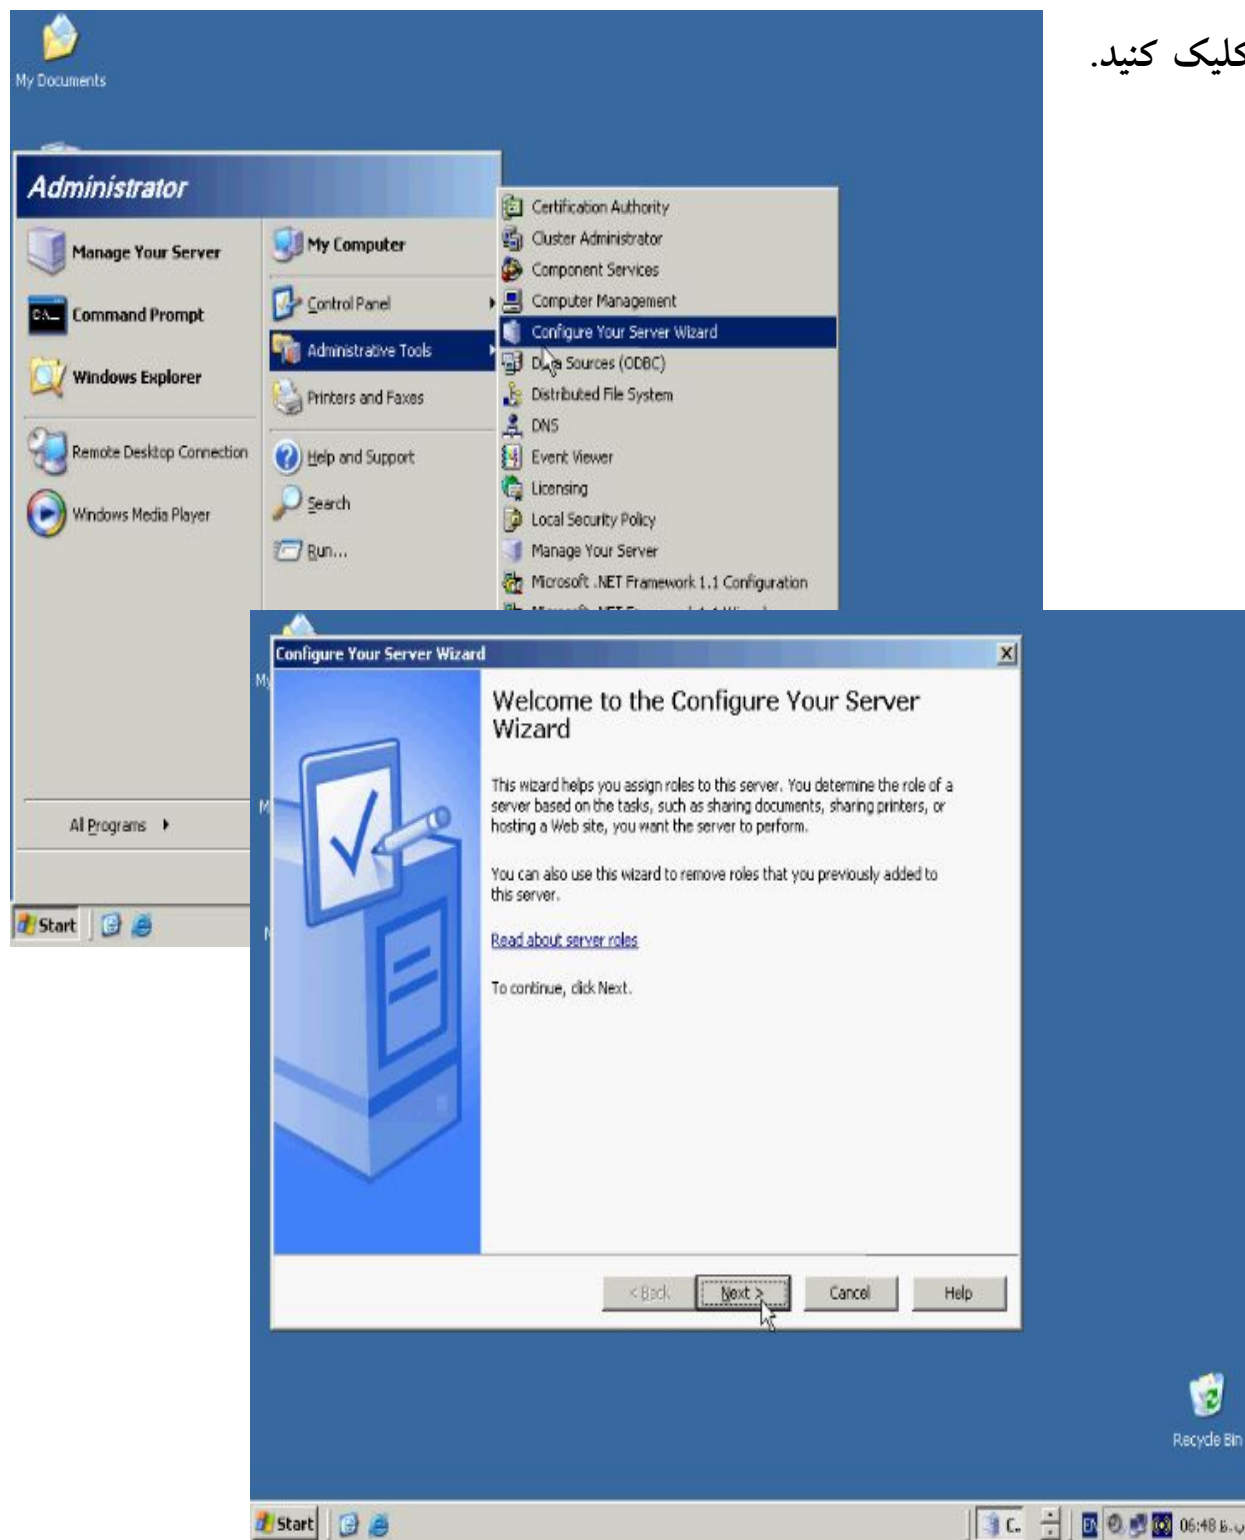 کلیک کنید.
My Documents
Administrator
Manage Your Server
Command Prompt
Windows Explorer
Remote Desktop Connection
Windows Media Player
All Programs
My Computer
Control Panel
Administrative Tools
Printers and Faxes
Help and Support
Search
Run...
Certification Authority
Cluster Administrator
Component Services
Computer Management
Configure Your Server Wizard
Data Sources (ODBC)
Distributed File System
DNS
Event Viewer
Licensing
Local Security Policy
Manage Your Server
Microsoft .NET Framework 1.1 Configuration
Start
Configure Your Server Wizard
Welcome to the Configure Your Server
Wizard
This wizard helps you assign roles to this server. You determine the role of a
server based on the tasks, such as sharing documents, sharing printers, or
hosting a Web site, you want the server to perform.
You can also use this wizard to remove roles that you previously added to
this server.
Read about server roles
To continue, click Next.
< Back
Next >
Cancel
Help
Recycle Bin
Start
C..
EN
06:48 ب.ظ